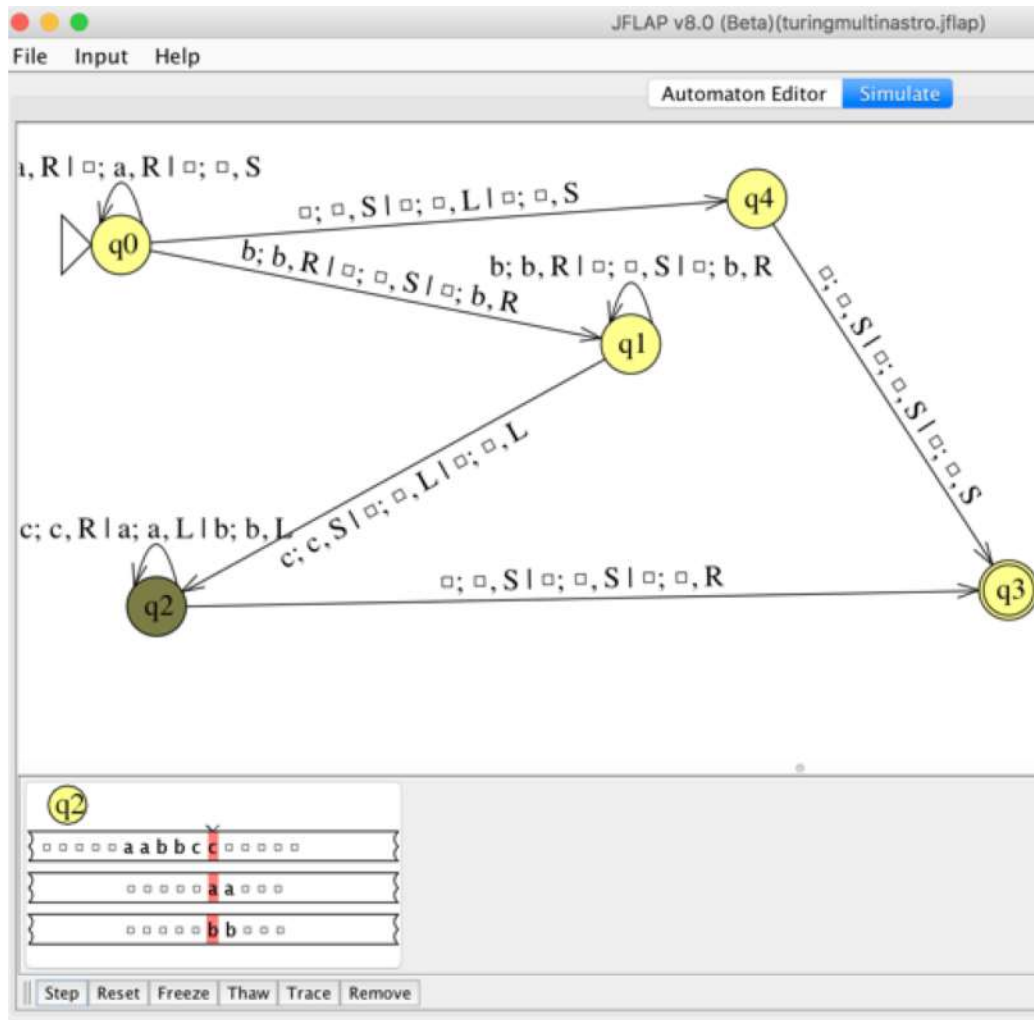 JFLAP v8.0 (Beta)(turingmultinastro.jflap)
File Input Help
Automaton Editor Simulate
a, R | □; a, R | □; □, S
□; □, S | □; □, L | □; □, S
q4
q0
b; b, R | □; □, S | □; b, R
b; b, R | □; □, S | □; b, R
q1
□; □, S | □; □, S | □; □, S
c; c, S | □; □, L | □; □, L
c; c, R | a; a, L | b; b, L
q2
□; □, S | □; □, S | □; □, R
q3
q2
□ □ □ □ □ a a b b c c □ □ □ □ □
□ □ □ □ □ a a □ □ □
□ □ □ □ □ b b □ □ □
Step Reset Freeze Thaw Trace Remove